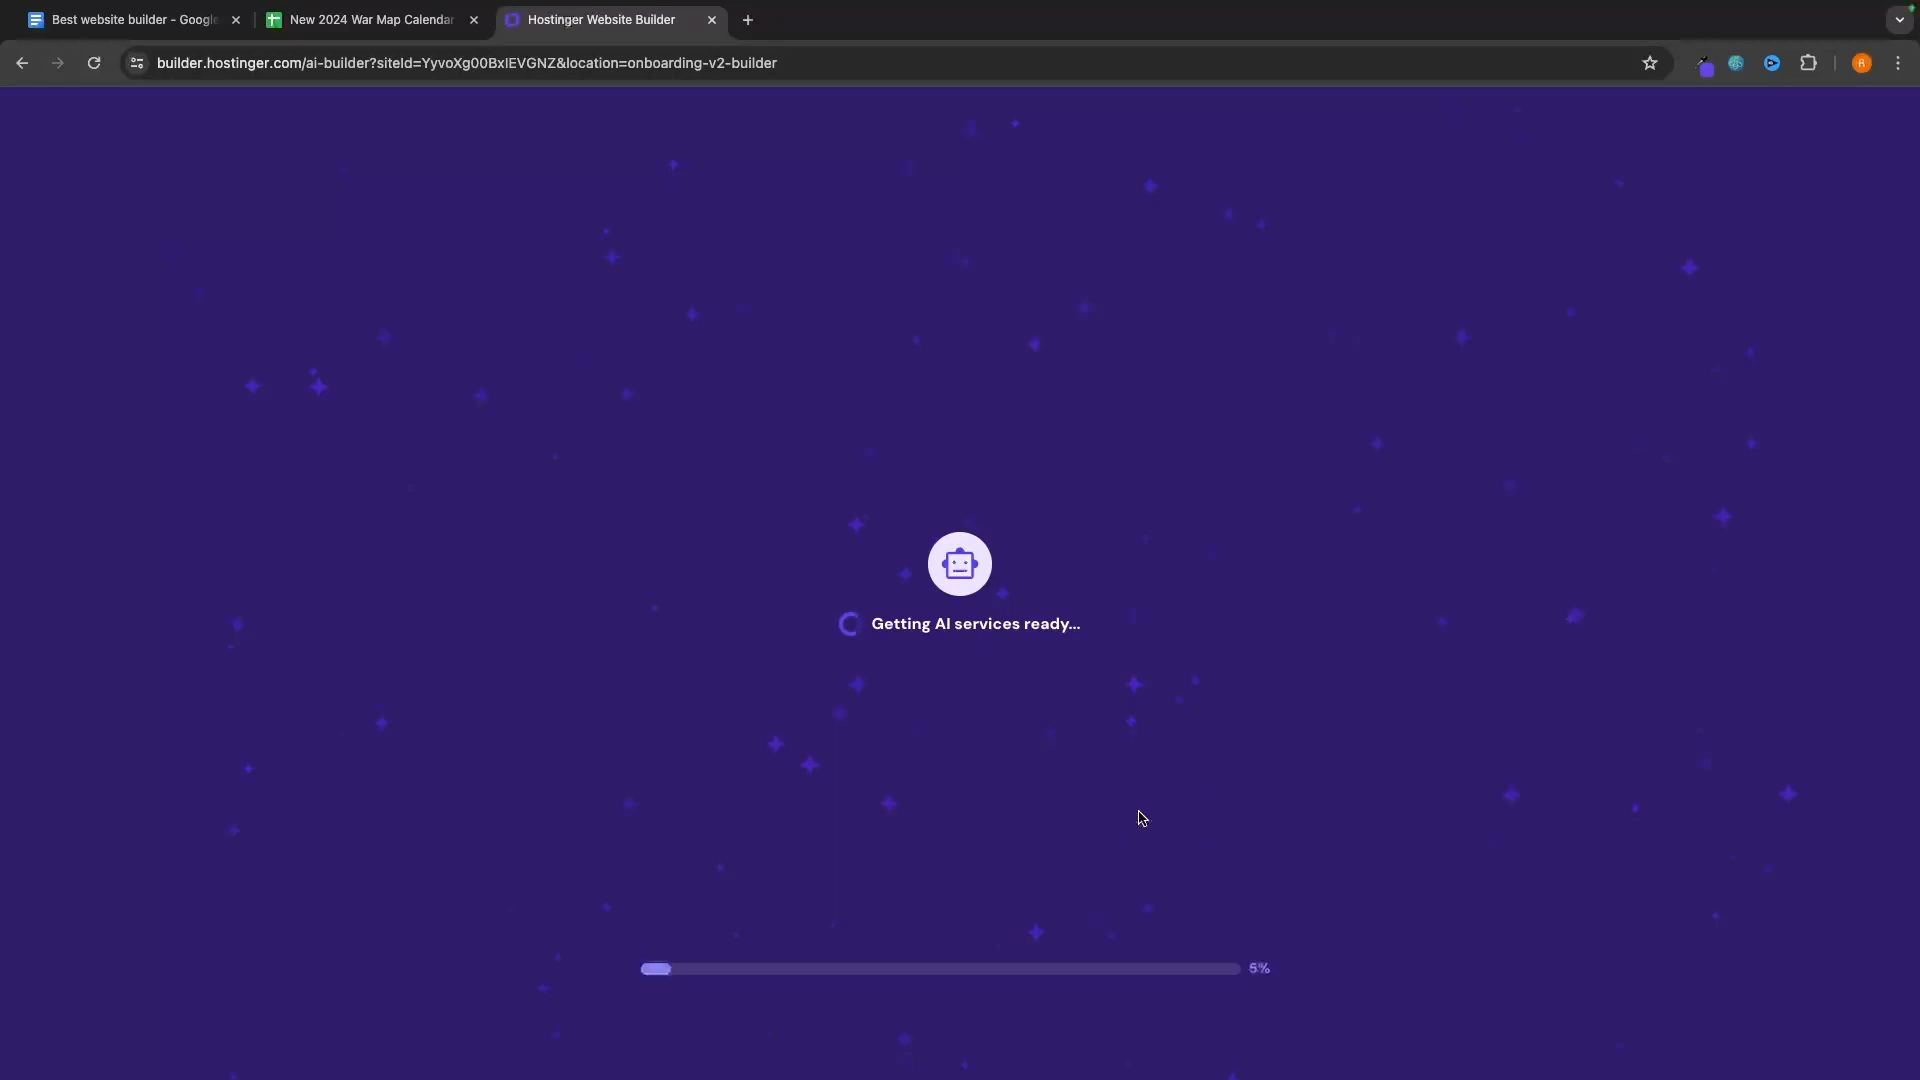 Best website builder - Google
New 2024 War Map Calendar
Hostinger Website Builder
builder.hostinger.com/ai-builder?siteId=YyvoXg00BxIEVGNZ&location=onboarding-v2-builder
R
Getting AI services ready...
5%